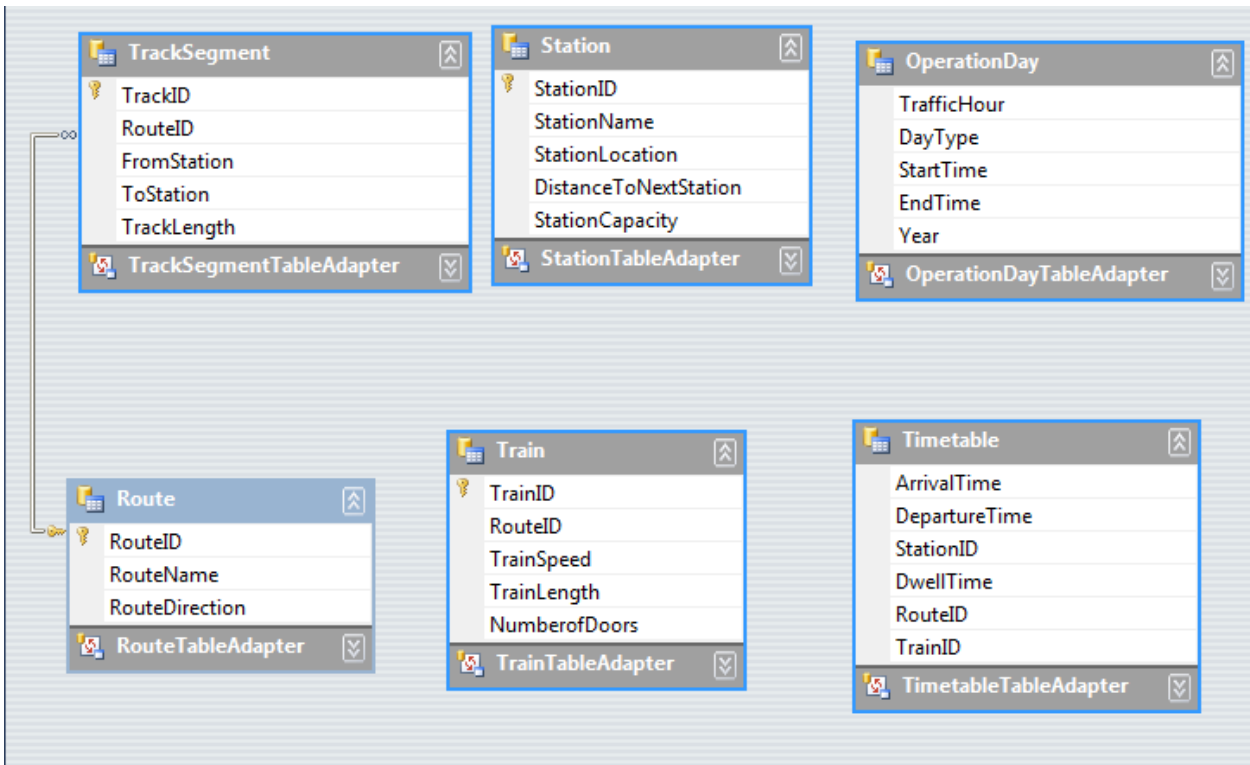 TrackSegment
TrackID
RouteID
FromStation
ToStation
TrackLength
TrackSegmentTableAdapter
Station
StationID
StationName
StationLocation
DistanceToNextStation
StationCapacity
StationTableAdapter
OperationDay
TrafficHour
DayType
StartTime
EndTime
Year
OperationDayTableAdapter
Route
RouteID
RouteName
RouteDirection
RouteTableAdapter
Train
TrainID
RouteID
TrainSpeed
TrainLength
NumberofDoors
TrainTableAdapter
Timetable
ArrivalTime
DepartureTime
StationID
DwellTime
RouteID
TrainID
TimetableTableAdapter